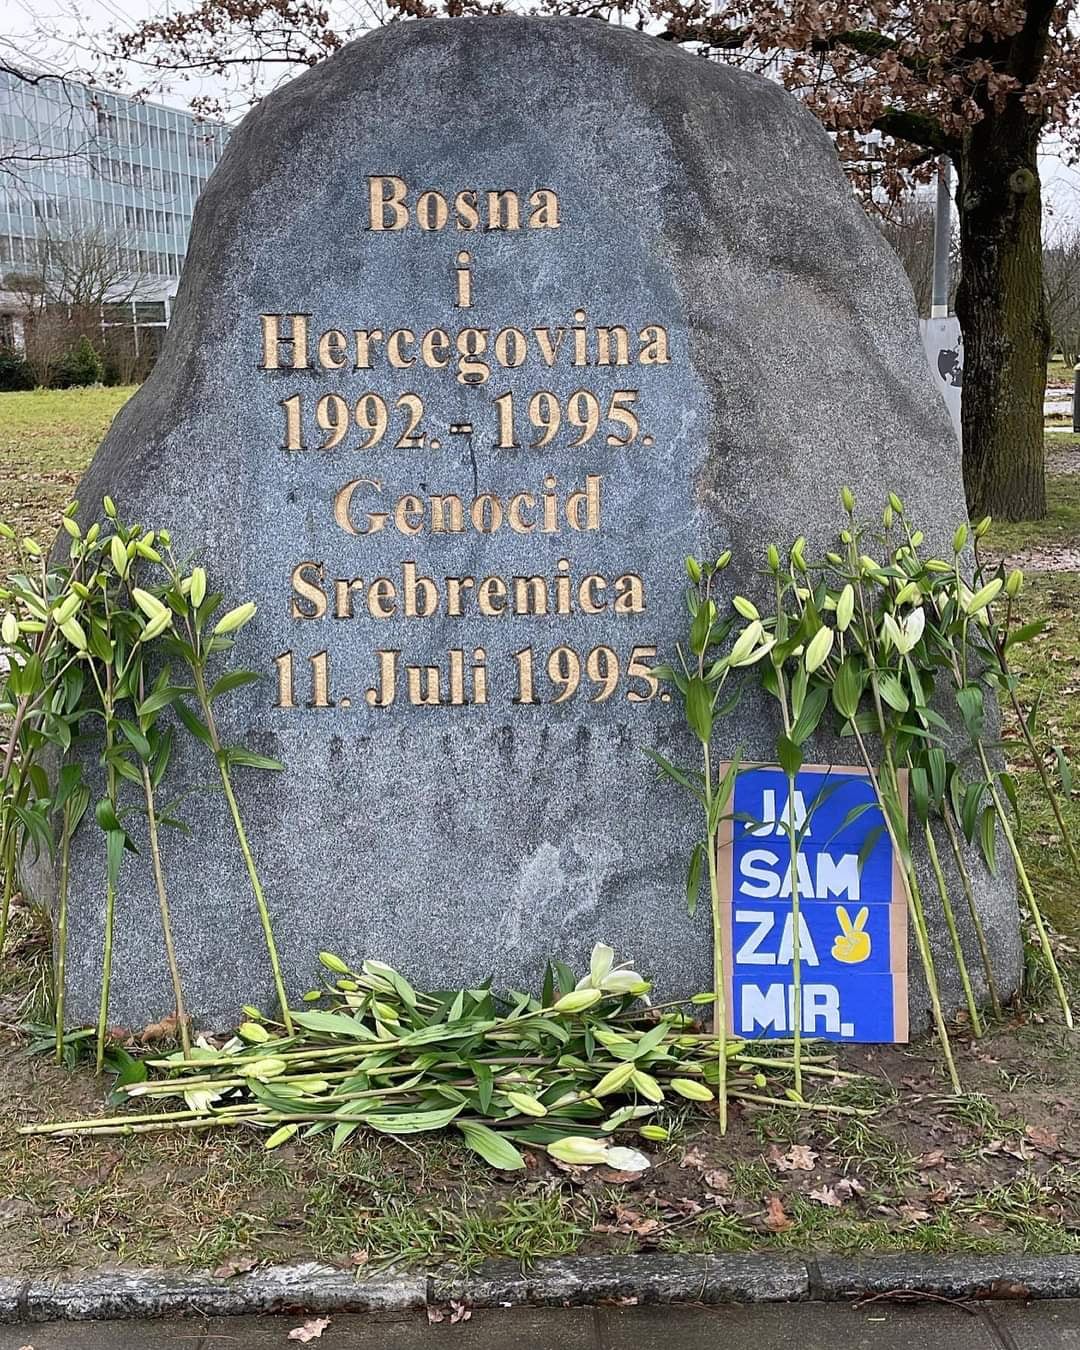 Bosna
i
Hercegovina
1992.-1995.
Genocid
Srebrenica
11. Juli 1995.
JA
SAM
ZA
MIR.